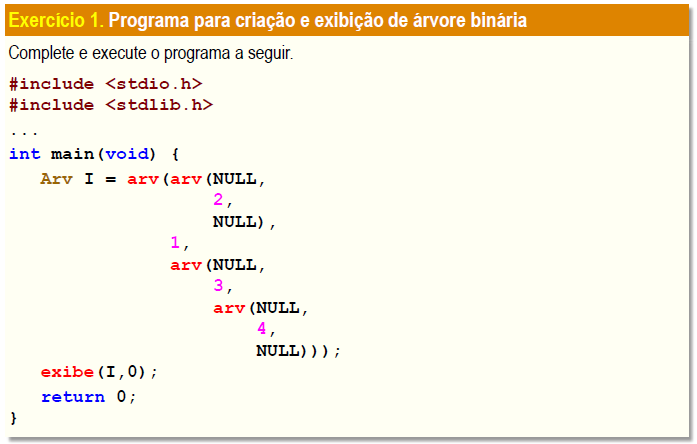 Exercício 1. Programa para criação e exibição de árvore binária
Complete e execute o programa a seguir.
#include <stdio.h>
#include <stdlib.h>
...
int main(void) {
   Arv I = arv(arv(NULL,
                   2,
                   NULL),
               1,
               arv(NULL,
                   3,
                   arv(NULL,
                       4,
                       NULL)));
   exibe(I,0);
   return 0;
}